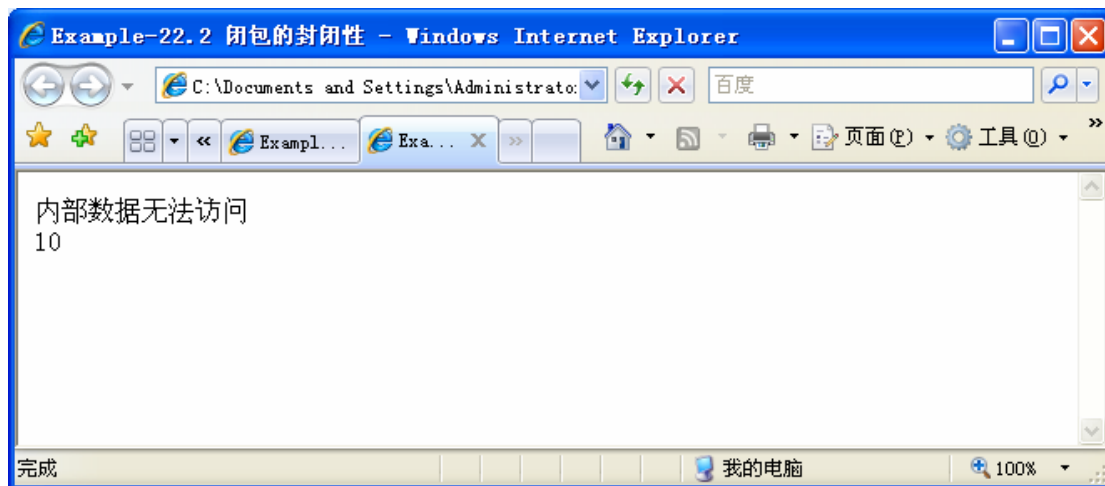 Example-22.2 闭包的封闭性 - Windows Internet Explorer
C:\Documents and Settings\Administrato:
百度
Exampl...
Exa...
页面(P)
工具(O)
内部数据无法访问
10
完成
我的电脑
100%